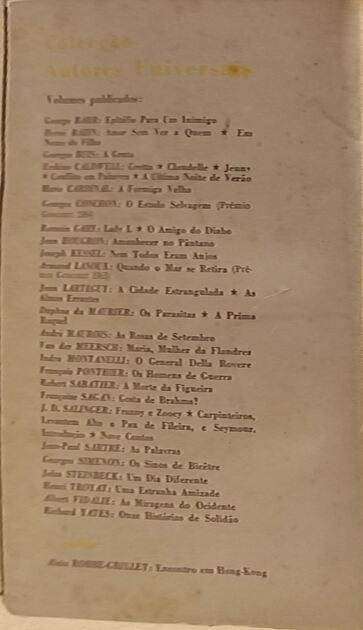 Colecção
Autores Universais
Volumes publicados:
George BARR: Epitáfio Para Um Inimigo
Hervé BAZIN: Amor Sem Ver a Quem ★ Em
Nome do Filho
Georges BUIS: A Gruta
Erskine CALDWELL: Gretta ★ Claudelle ★ Jenny
★ Conflito em Palmyra ★ A Última Noite de Verão
Marie CARDINAL: A Formiga Velha
Georges CONCHON: O Estado Selvagem (Prémio
Goncourt 1964)
Romain GARY: Lady L ★ O Amigo do Diabo
Jean HOUGRON: Amanhecer no Pântano
Joseph KESSEL: Nem Todos Eram Anjos
Armand LANOUX: Quando o Mar se Retira (Pré-
mio Goncourt 1963)
Jean LARTEGUY: A Cidade Estrangulada ★ As
Almas Errantes
Daphne du MAURIER: Os Parasitas ★ A Prima
Raquel
André MAUROIS: As Rosas de Setembro
Van der MEERSCH: Maria, Mulher da Flandres
Indro MONTANELLI: O General Della Rovere
François PONTHIER: Os Homens de Guerra
Robert SABATIER: A Morte da Figueira
Françoise SAGAN: Gosta de Brahms?
J. D. SALINGER: Franny e Zooey ★ Carpinteiros,
Levantem Alto o Pau de Fileira, e Seymour,
Introdução ★ Nove Contos
Jean-Paul SARTRE: As Palavras
Georges SIMENON: Os Sinos de Bicêtre
John STEINBECK: Um Dia Diferente
Henri TROYAT: Uma Estranha Amizade
Albert VIDALIE: As Miragens do Ocidente
Richard YATES: Onze Histórias de Solidão
Alain ROBBE-GRILLET: Encontro em Hong-Kong